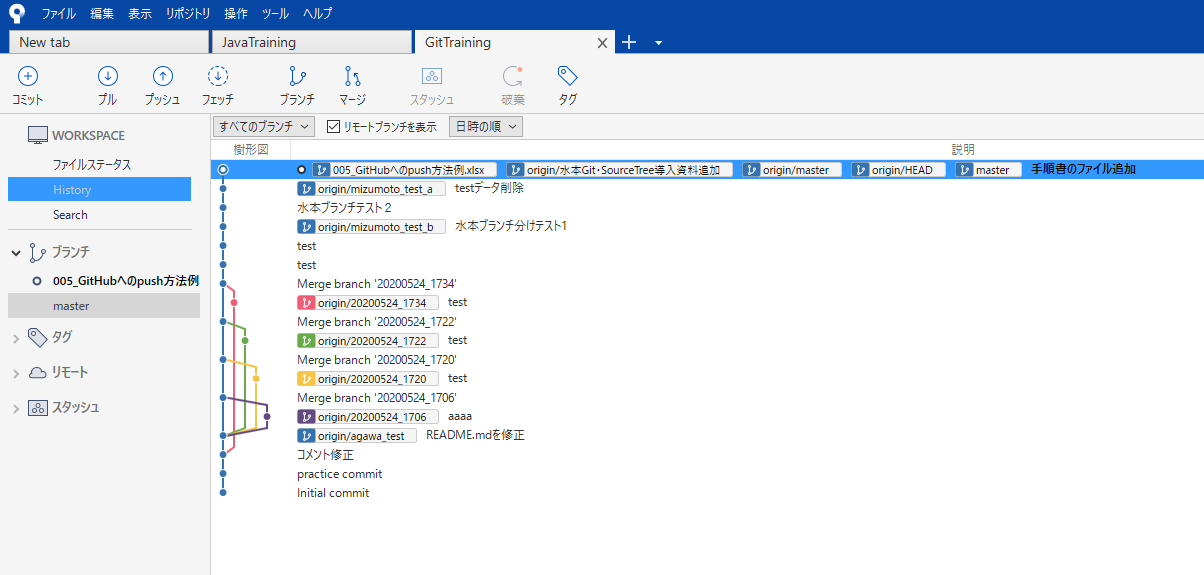 ファイル 編集 表示 リポジトリ 操作 ツール ヘルプ
New tab JavaTraining GitTraining
コミット プル プッシュ フェッチ ブランチ マージ スタッシュ 破棄 タグ
WORKSPACE
ファイルステータス
History
Search
ブランチ
005_GitHubへのpush方法例
master
タグ
リモート
スタッシュ
すべてのブランチ リモートブランチを表示 日時の順
樹形図 説明
005_GitHubへのpush方法例.xlsx origin/水本Git・SourceTree導入資料追加 origin/master origin/HEAD master 手順書のファイル追加
origin/mizumoto_test_a testデータ削除
水本ブランチテスト2
origin/mizumoto_test_b 水本ブランチ分けテスト1
test
test
Merge branch '20200524_1734'
origin/20200524_1734 test
Merge branch '20200524_1722'
origin/20200524_1722 test
Merge branch '20200524_1720'
origin/20200524_1720 test
Merge branch '20200524_1706'
origin/20200524_1706 aaaa
origin/agawa_test README.mdを修正
コメント修正
practice commit
Initial commit